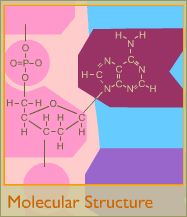 H H
N
H-C N C C N
N C N C-H
O
O-P-O
O
H-C-H O
C H H C
H C C H
O
Molecular Structure